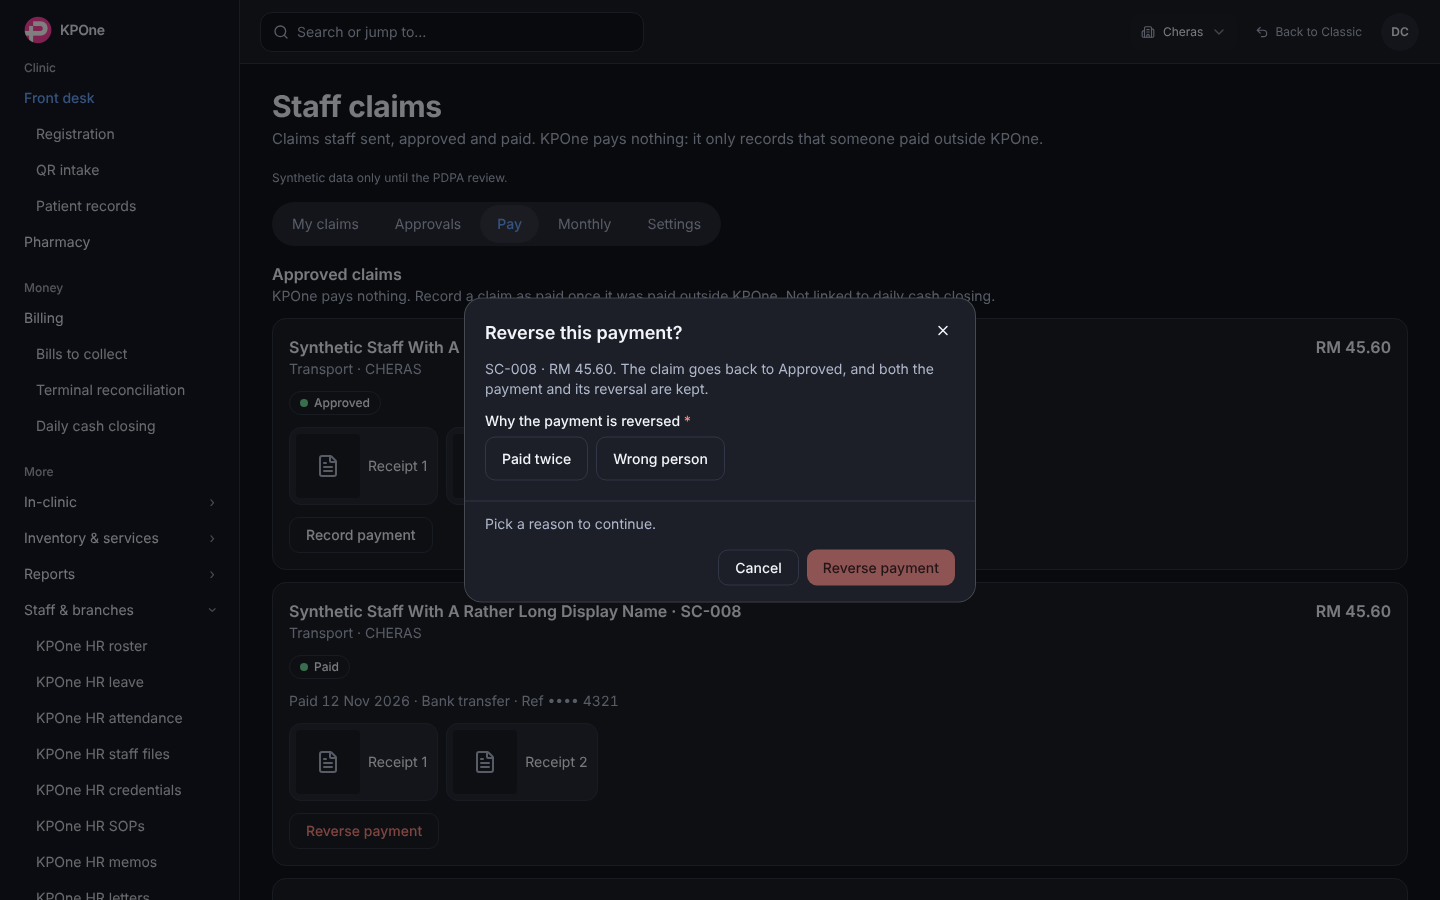 KPOne
Search or jump to...
Cheras
Back to Classic
DC
Clinic
Front desk
Registration
QR intake
Patient records
Pharmacy
Money
Billing
Bills to collect
Terminal reconciliation
Daily cash closing
More
In-clinic
Inventory & services
Reports
Staff & branches
KPOne HR roster
KPOne HR leave
KPOne HR attendance
KPOne HR staff files
KPOne HR credentials
KPOne HR SOPs
KPOne HR memos
KPOne HR letters
Staff claims
Claims staff sent, approved and paid. KPOne pays nothing: it only records that someone paid outside KPOne.
Synthetic data only until the PDPA review.
My claims
Approvals
Pay
Monthly
Settings
Approved claims
KPOne pays nothing. Record a claim as paid once it was paid outside KPOne. Not linked to daily cash closing.
Synthetic Staff With A
RM 45.60
Transport · CHERAS
Approved
Receipt 1
Record payment
Reverse this payment?
SC-008 · RM 45.60. The claim goes back to Approved, and both the
payment and its reversal are kept.
Why the payment is reversed *
Paid twice
Wrong person
Pick a reason to continue.
Cancel
Reverse payment
Synthetic Staff With A Rather Long Display Name · SC-008
RM 45.60
Transport · CHERAS
Paid
Paid 12 Nov 2026 · Bank transfer · Ref •••• 4321
Receipt 1
Receipt 2
Reverse payment